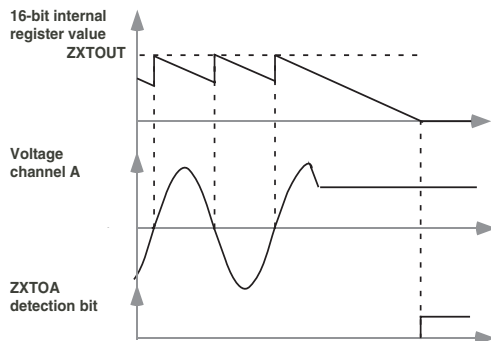 16-bit internal
register value
ZXTOUT
Voltage
channel A
ZXTOA
detection bit